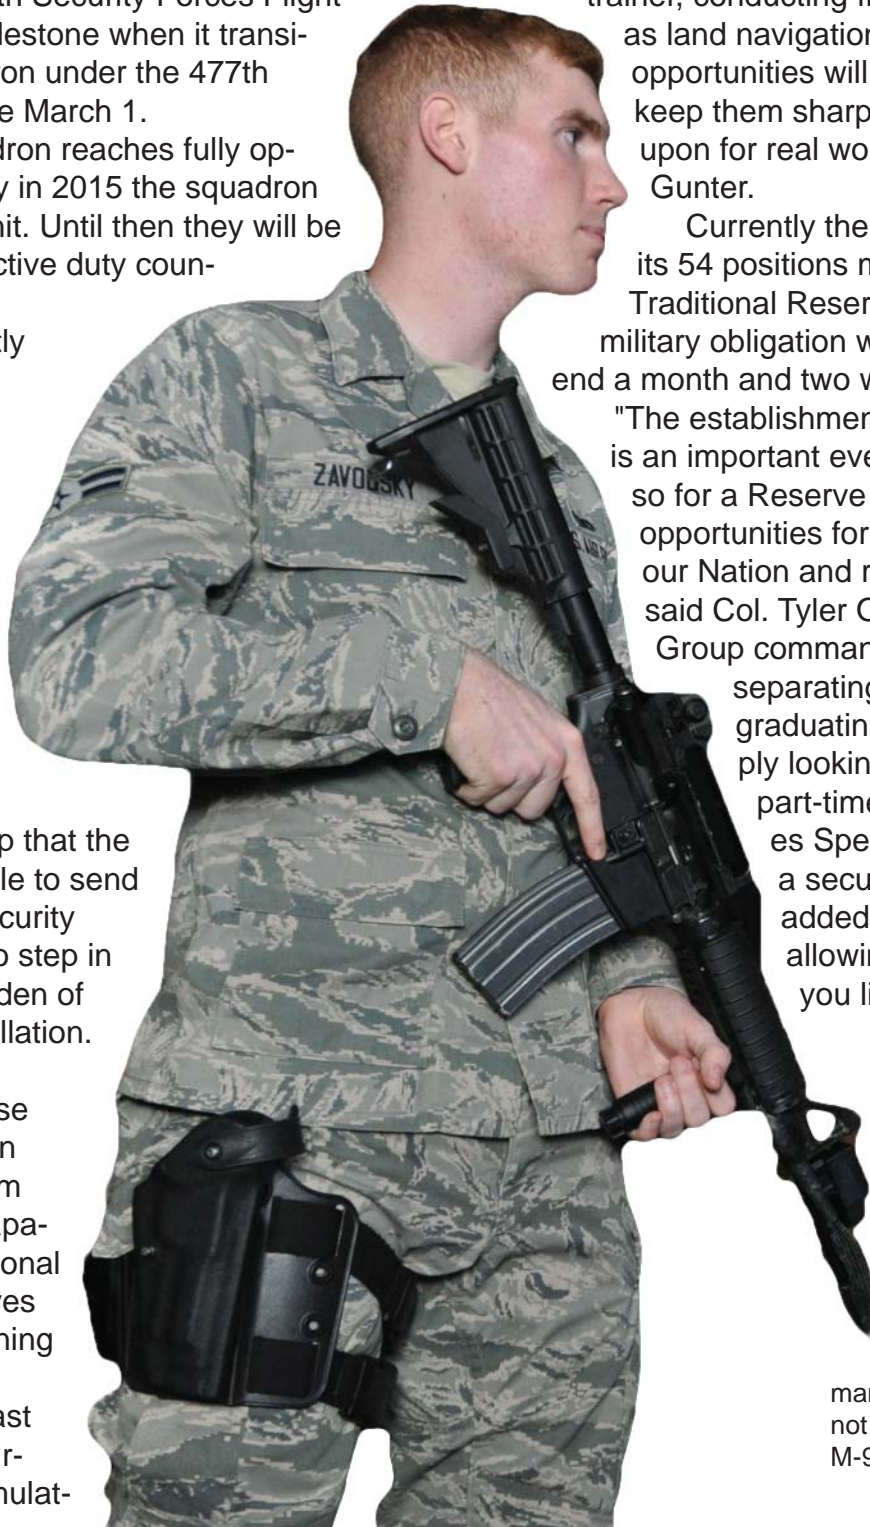 th Security Forces Flight
lestone when it transi-
on under the 477th
e March 1.
dron reaches fully op-
y in 2015 the squadron
nit. Until then they will be
ctive duty coun-
tly
p that the
le to send
curity
o step in
den of
llation.
se
n
m
pa-
onal
ves
ning
ast
r-
nulat-
ZAVODSKY
trainer, conducting
as land navigation
opportunities will
keep them sharp
upon for real wo
Gunter.
Currently the
its 54 positions m
Traditional Reser
military obligation w
end a month and two w
"The establishmen
is an important eve
so for a Reserve
opportunities for
our Nation and r
said Col. Tyler
Group comman
separating
graduatin
ply lookin
part-time
es Spe
a secu
added
allowin
you li
mar
not
M-9